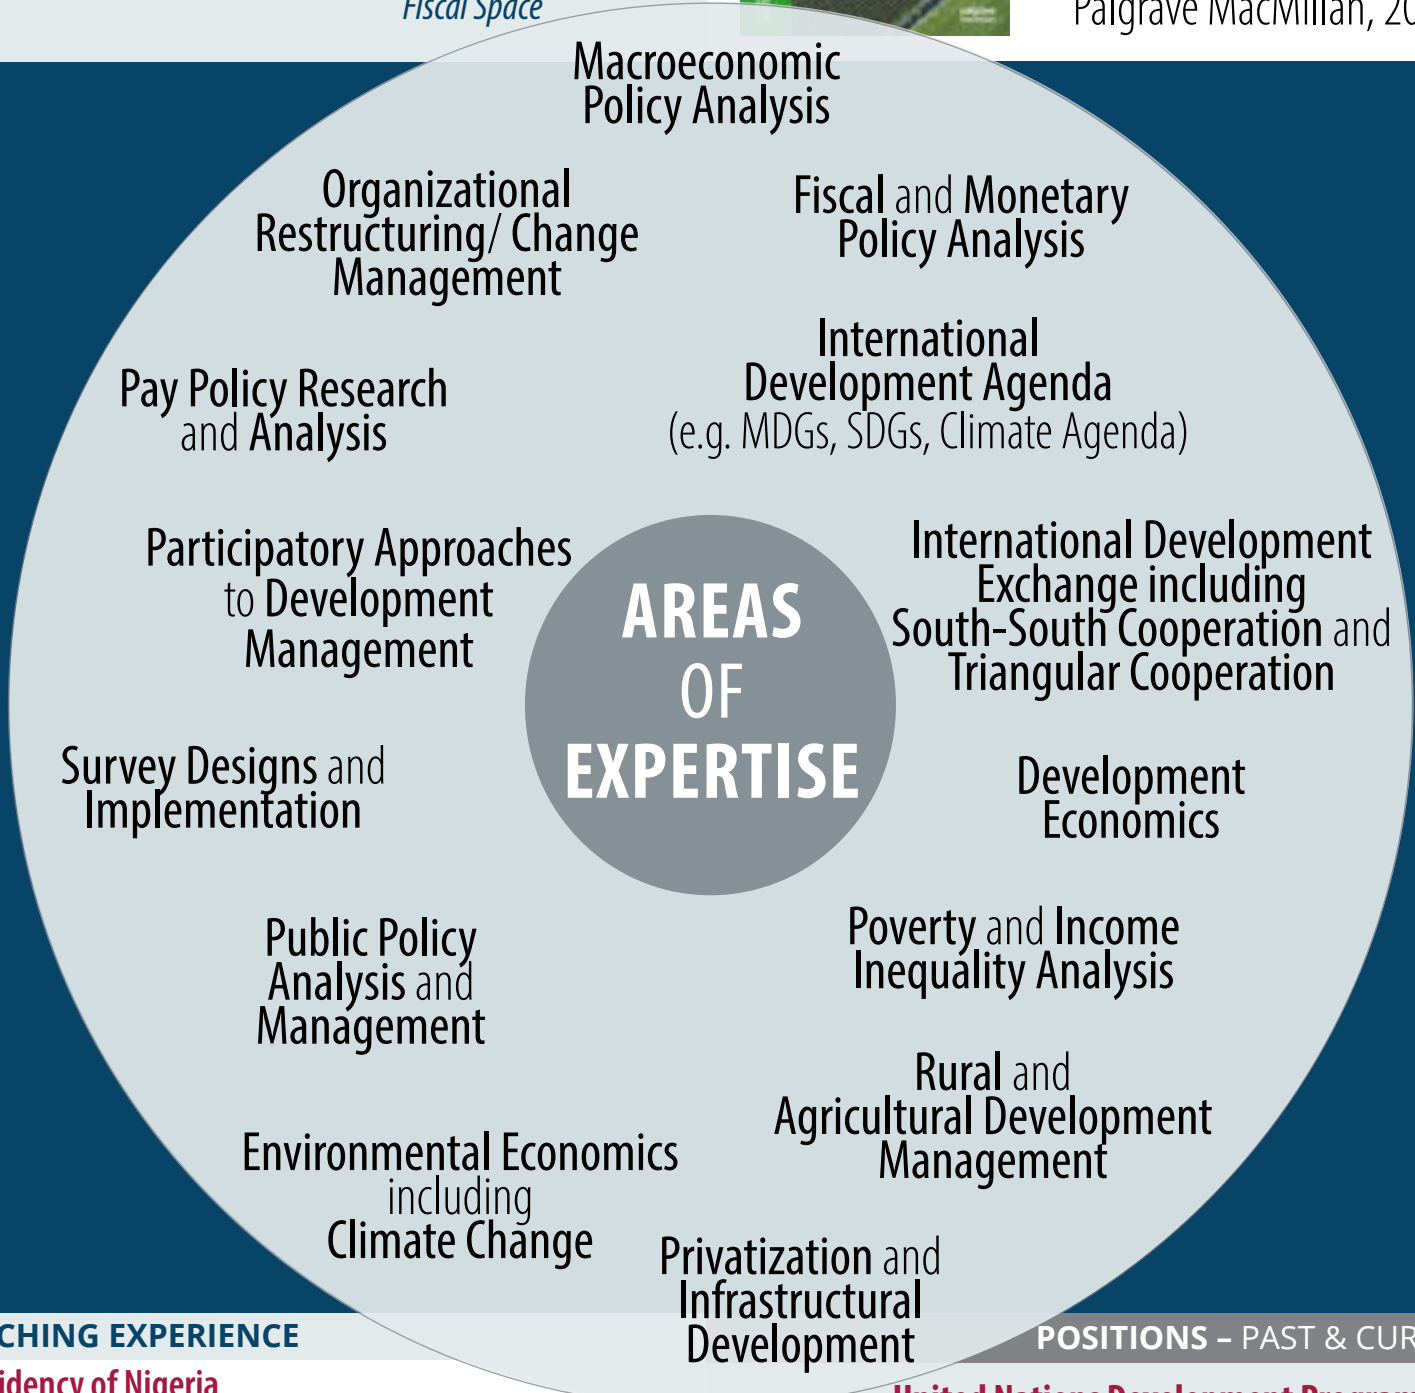 Fiscal Space
Palgrave MacMillan, 20
Macroeconomic
Policy Analysis
Organizational
Restructuring/ Change
Management
Fiscal and Monetary
Policy Analysis
International
Development Agenda
(e.g. MDGs, SDGs, Climate Agenda)
Pay Policy Research
and Analysis
Participatory Approaches
to Development
Management
AREAS
OF
EXPERTISE
International Development
Exchange including
South-South Cooperation and
Triangular Cooperation
Survey Designs and
Implementation
Development
Economics
Public Policy
Analysis and
Management
Poverty and Income
Inequality Analysis
Rural and
Agricultural Development
Management
Environmental Economics
including
Climate Change
Privatization and
Infrastructural
Development
CHING EXPERIENCE
POSITIONS – PAST & CUR
idency of Nigeria
United Nations Development Program